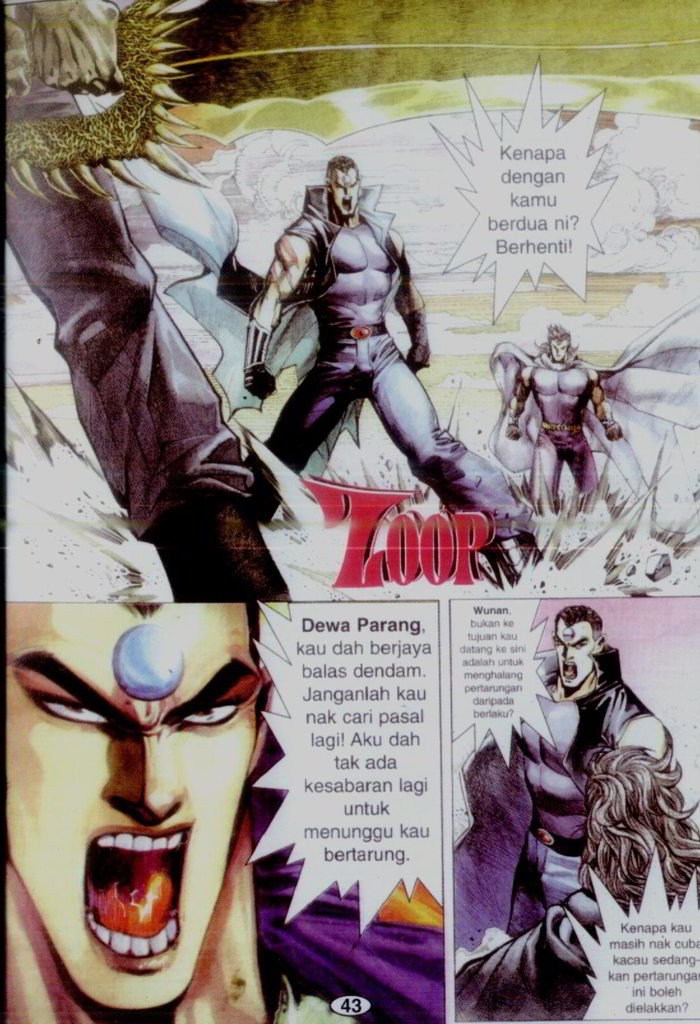 Kenapa
dengan
kamu
berdua ni?
Berhenti!
ZOOP
Dewa Parang,
kau dah berjaya
balas dendam.
Janganlah kau
nak cari pasal
lagi! Aku dah
tak ada
kesabaran lagi
untuk
menunggu kau
bertarung.
Wunan,
bukan ke
tujuan kau
datang ke sini
adalah untuk
menghalang
pertarungan
daripada
berlaku?
Kenapa kau
masih nak cuba
kacau sedang-
kan pertarungan
ini boleh
dielakkan?
43